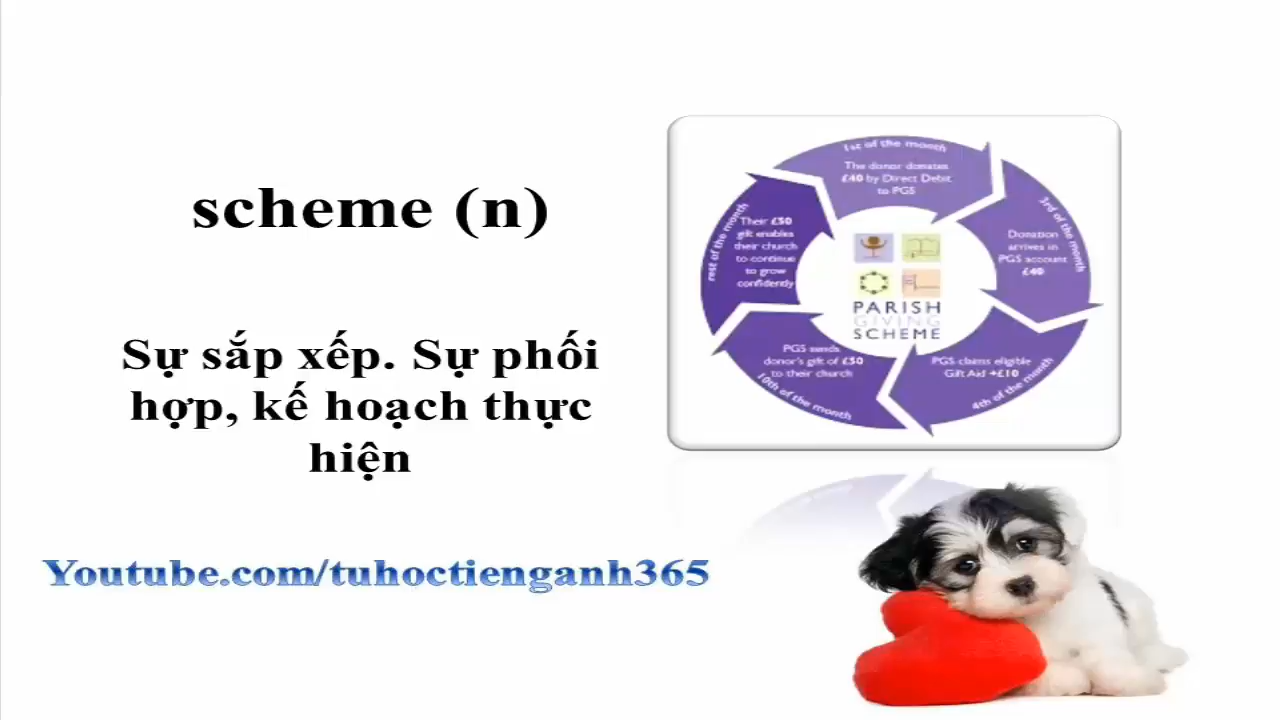 scheme (n)
Sự sắp xếp. Sự phối
hợp, kế hoạch thực
hiện
Youtube.com/tuhoctienganh365
1st of the month
The donor donates
£40 by Direct Debit
to PGS
3rd of the month
Donation
arrives in
PGS account
£40
4th of the month
PGS claims eligible
Gift Aid +£10
10th of the month
PGS sends
donor's gift of £50
to their church
rest of the month
Their £50
gift enables
their church
to continue
to grow
confidently
PARISH
GIVING
SCHEME